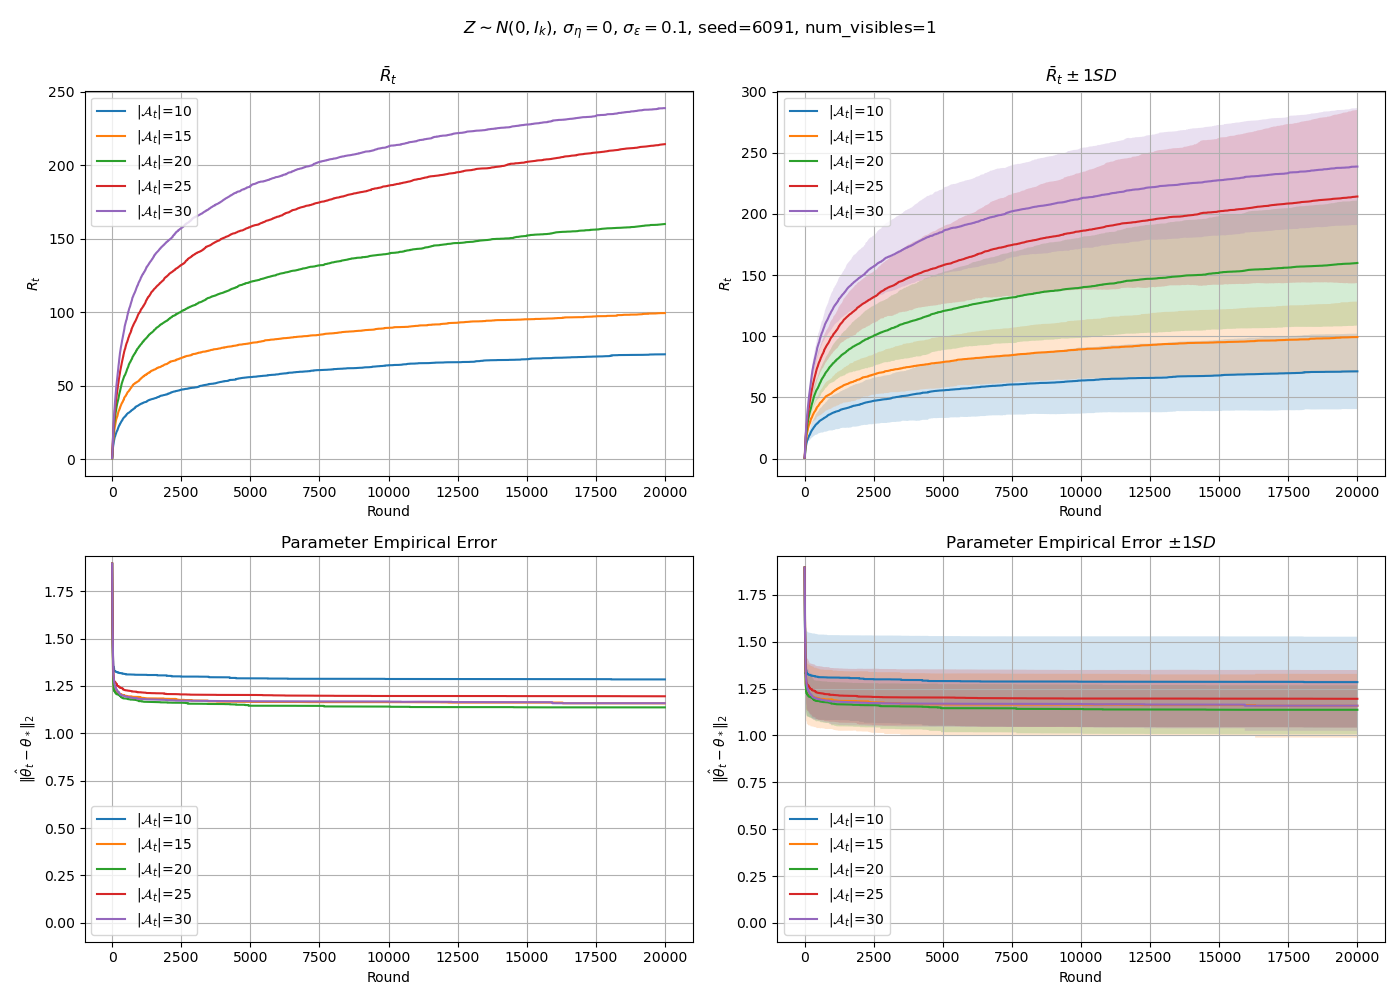 Z ∼ N(0, I_k), σ_η = 0, σ_ε = 0.1, seed=6091, num_visibles=1
R̄_t
R_t
250
200
150
100
50
0
|𝒜_t|=10
|𝒜_t|=15
|𝒜_t|=20
|𝒜_t|=25
|𝒜_t|=30
0 2500 5000 7500 10000 12500 15000 17500 20000
Round
R̄_t ± 1SD
R_t
300
250
200
150
100
50
0
|𝒜_t|=10
|𝒜_t|=15
|𝒜_t|=20
|𝒜_t|=25
|𝒜_t|=30
0 2500 5000 7500 10000 12500 15000 17500 20000
Round
Parameter Empirical Error
‖θ̂_t − θ_*‖_2
1.75
1.50
1.25
1.00
0.75
0.50
0.25
0.00
|𝒜_t|=10
|𝒜_t|=15
|𝒜_t|=20
|𝒜_t|=25
|𝒜_t|=30
0 2500 5000 7500 10000 12500 15000 17500 20000
Round
Parameter Empirical Error ±1SD
‖θ̂_t − θ_*‖_2
1.75
1.50
1.25
1.00
0.75
0.50
0.25
0.00
|𝒜_t|=10
|𝒜_t|=15
|𝒜_t|=20
|𝒜_t|=25
|𝒜_t|=30
0 2500 5000 7500 10000 12500 15000 17500 20000
Round